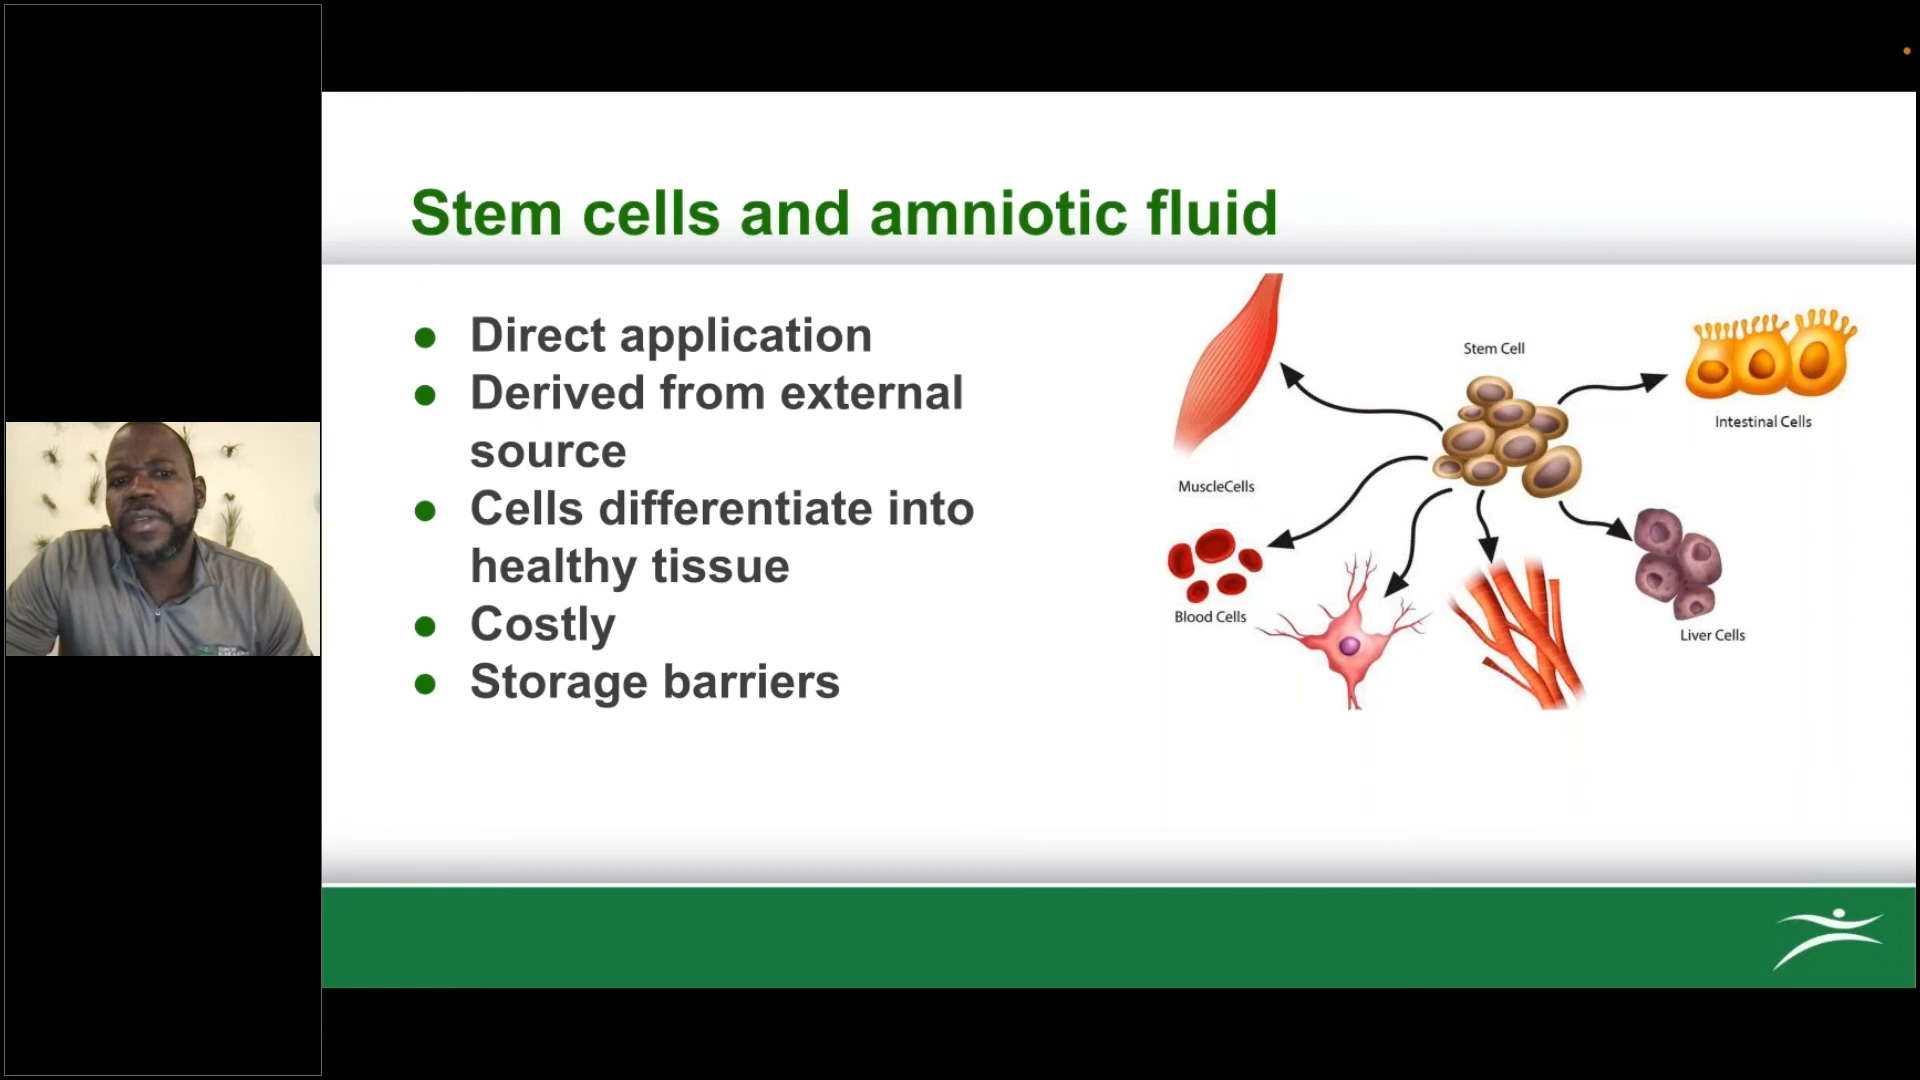 Stem cells and amniotic fluid
Direct application
Derived from external
source
Cells differentiate into
healthy tissue
Costly
Storage barriers
Stem Cell
Intestinal Cells
MuscleCells
Blood Cells
Liver Cells